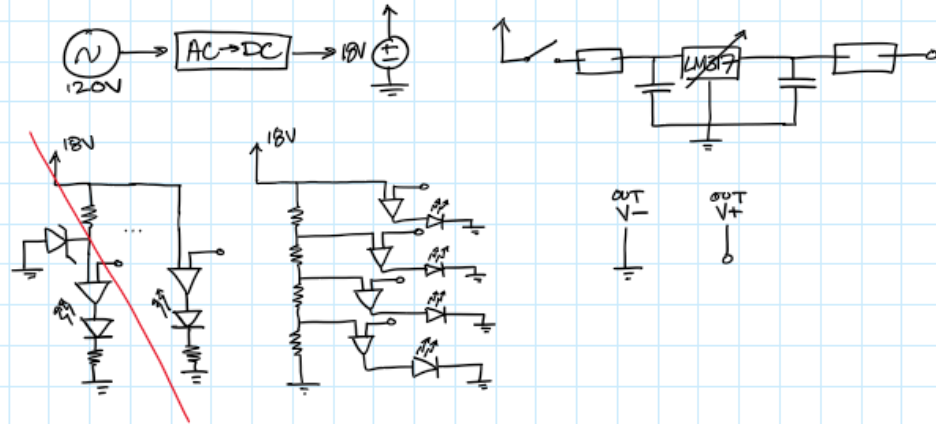 120V
AC→DC
18V
LM317
18V
...
18V
OUT
V-
OUT
V+